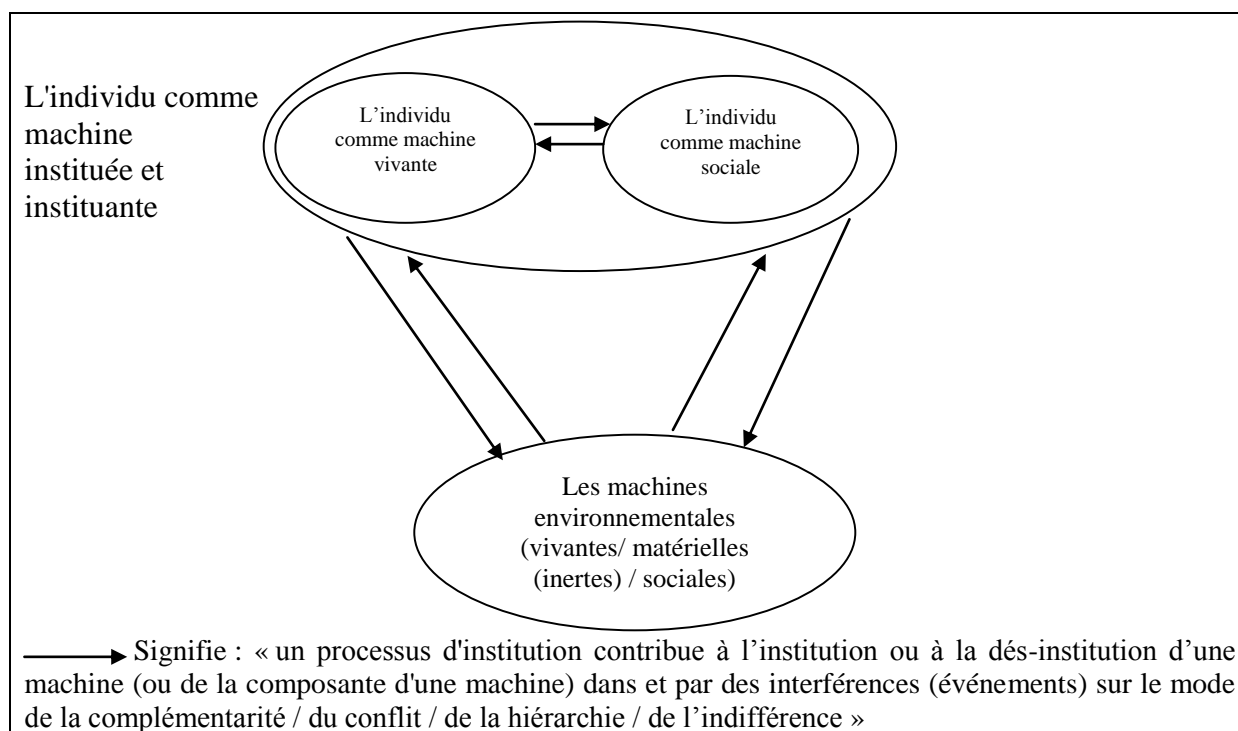 L'individu comme
machine
instituée et
instituante
L’individu
comme machine
vivante
L’individu
comme machine
sociale
Les machines
environnementales
(vivantes/ matérielles
(inertes) / sociales)
Signifie : « un processus d'institution contribue à l’institution ou à la dés-institution d’une
machine (ou de la composante d'une machine) dans et par des interférences (événements) sur le mode
de la complémentarité / du conflit / de la hiérarchie / de l’indifférence »